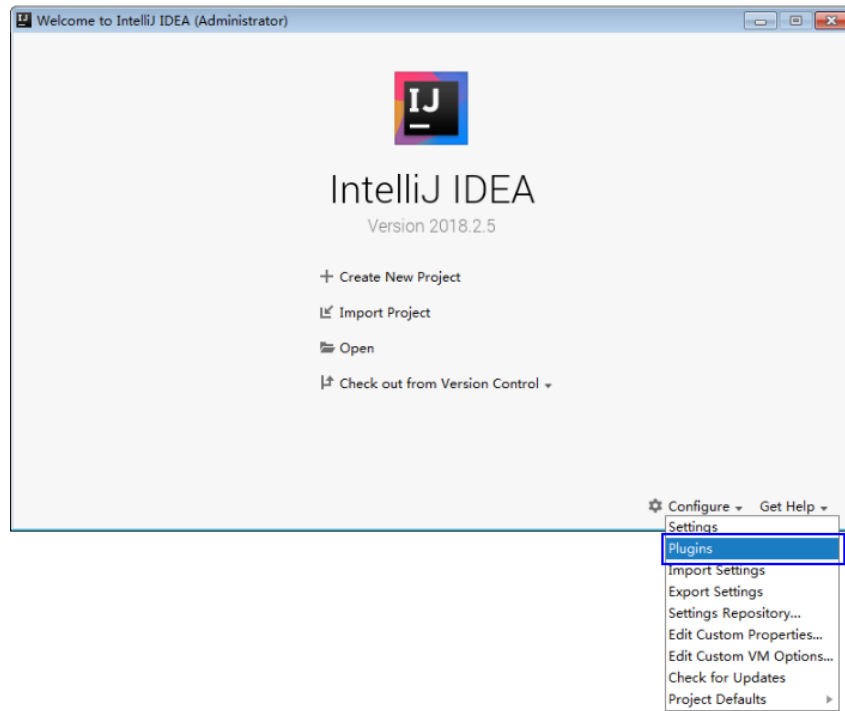 Welcome to IntelliJ IDEA (Administrator)
IJ
IntelliJ IDEA
Version 2018.2.5
Create New Project
Import Project
Open
Check out from Version Control
Configure Get Help
Settings
Plugins
Import Settings
Export Settings
Settings Repository...
Edit Custom Properties...
Edit Custom VM Options...
Check for Updates
Project Defaults